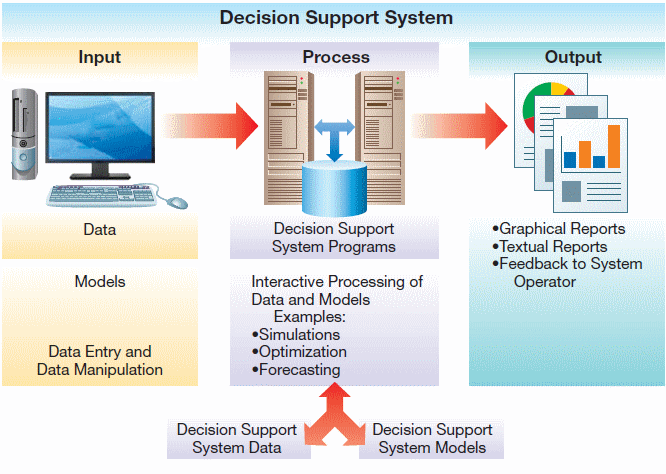 Decision Support System
Input
Data
Models
Data Entry and
Data Manipulation
Process
Decision Support
System Programs
Interactive Processing of
Data and Models
Examples:
•Simulations
•Optimization
•Forecasting
Output
•Graphical Reports
•Textual Reports
•Feedback to System
Operator
Decision Support
System Data
Decision Support
System Models